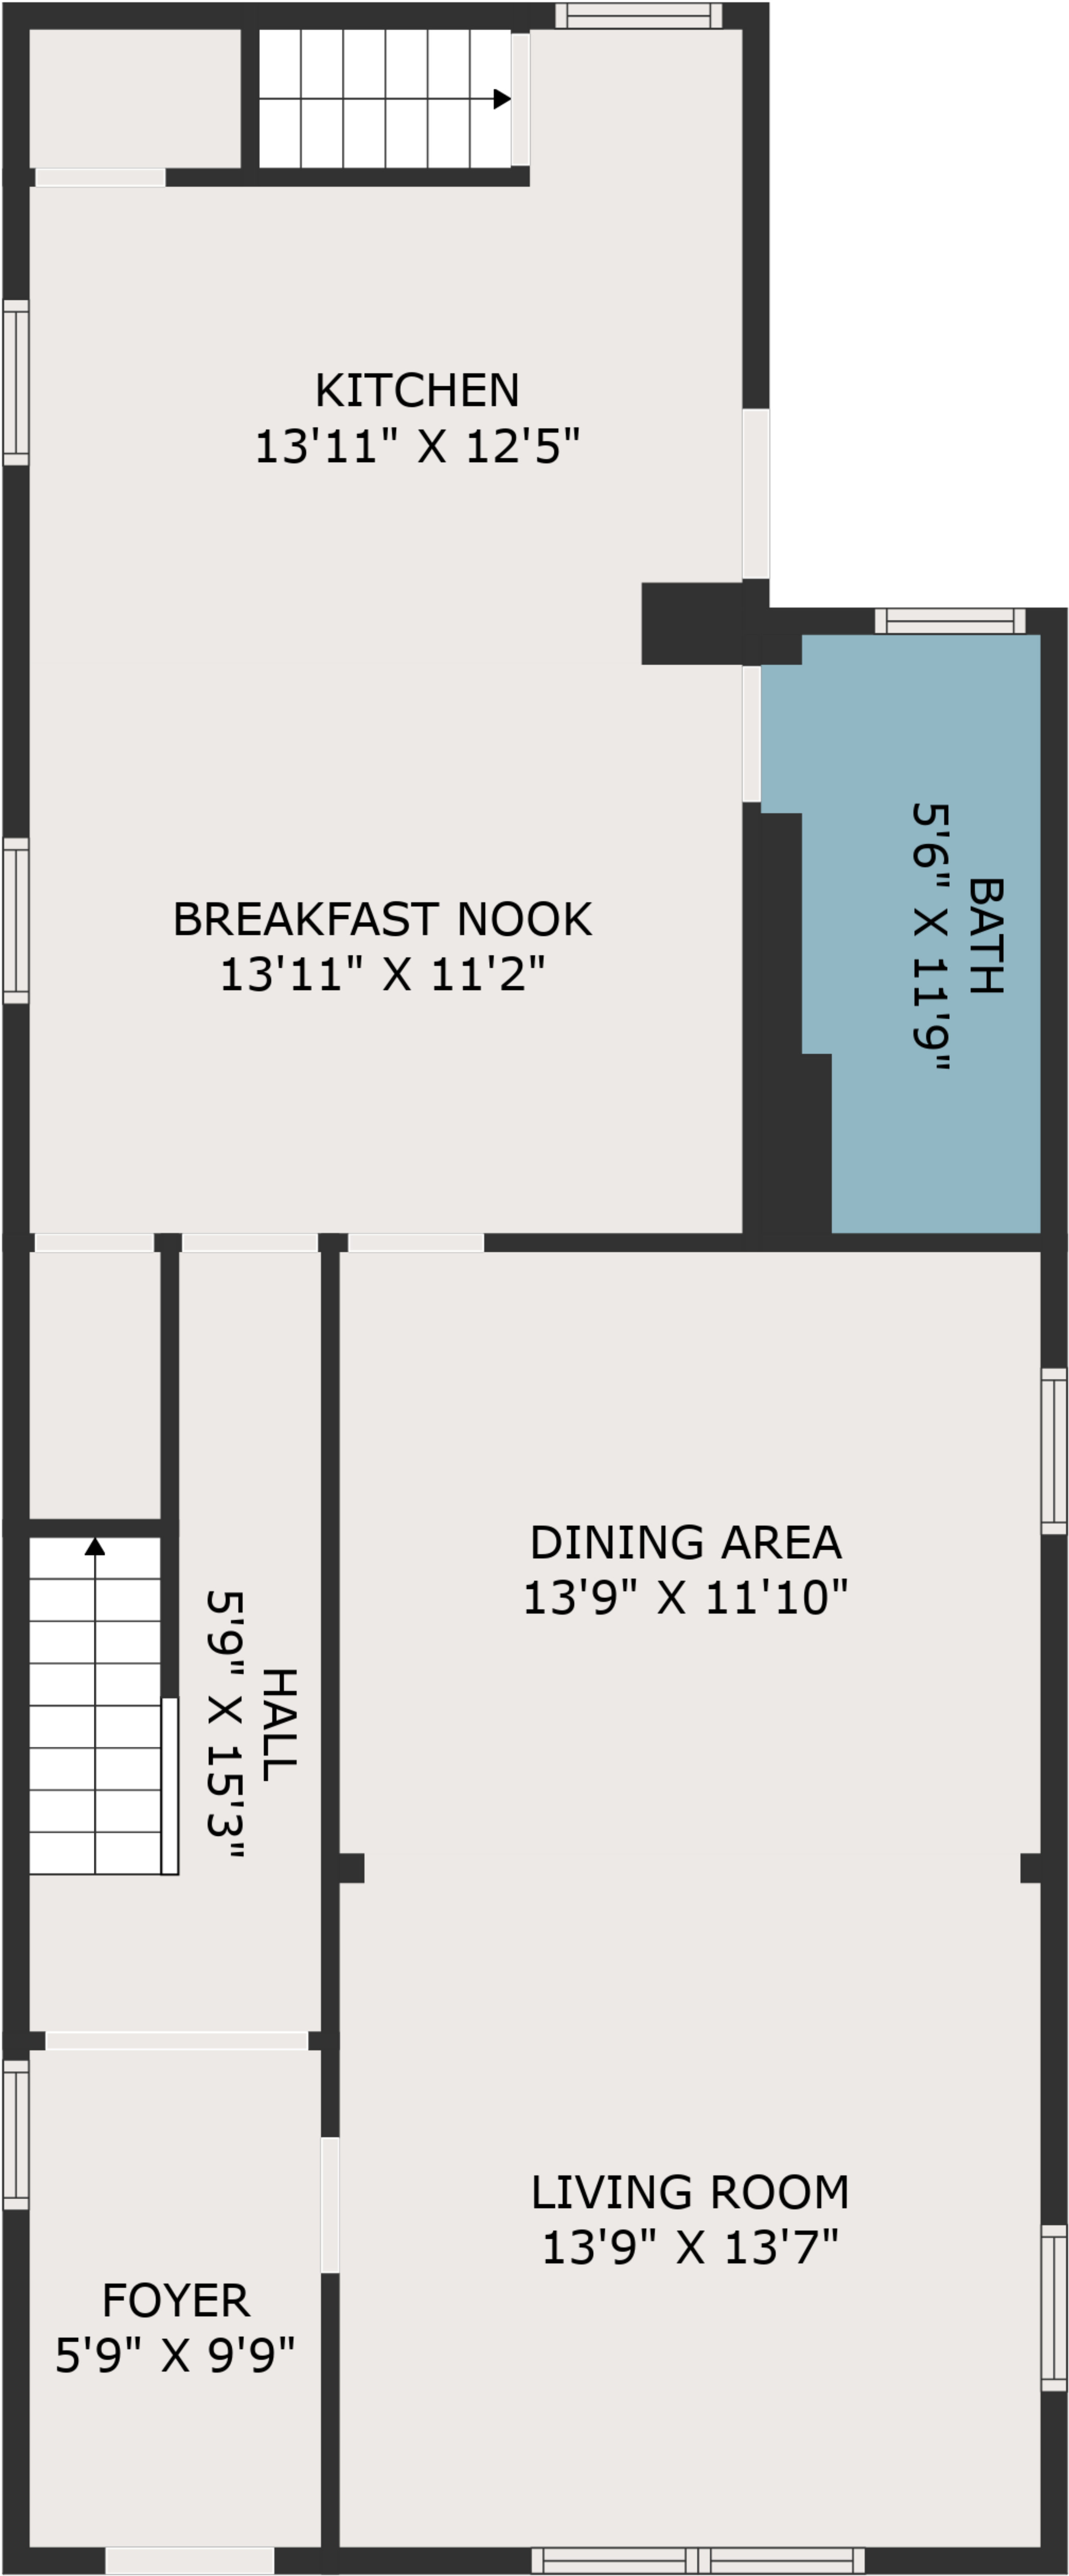 KITCHEN
13'11" X 12'5"
BREAKFAST NOOK
13'11" X 11'2"
BATH
5'6" X 11'9"
DINING AREA
13'9" X 11'10"
HALL
5'9" X 15'3"
LIVING ROOM
13'9" X 13'7"
FOYER
5'9" X 9'9"